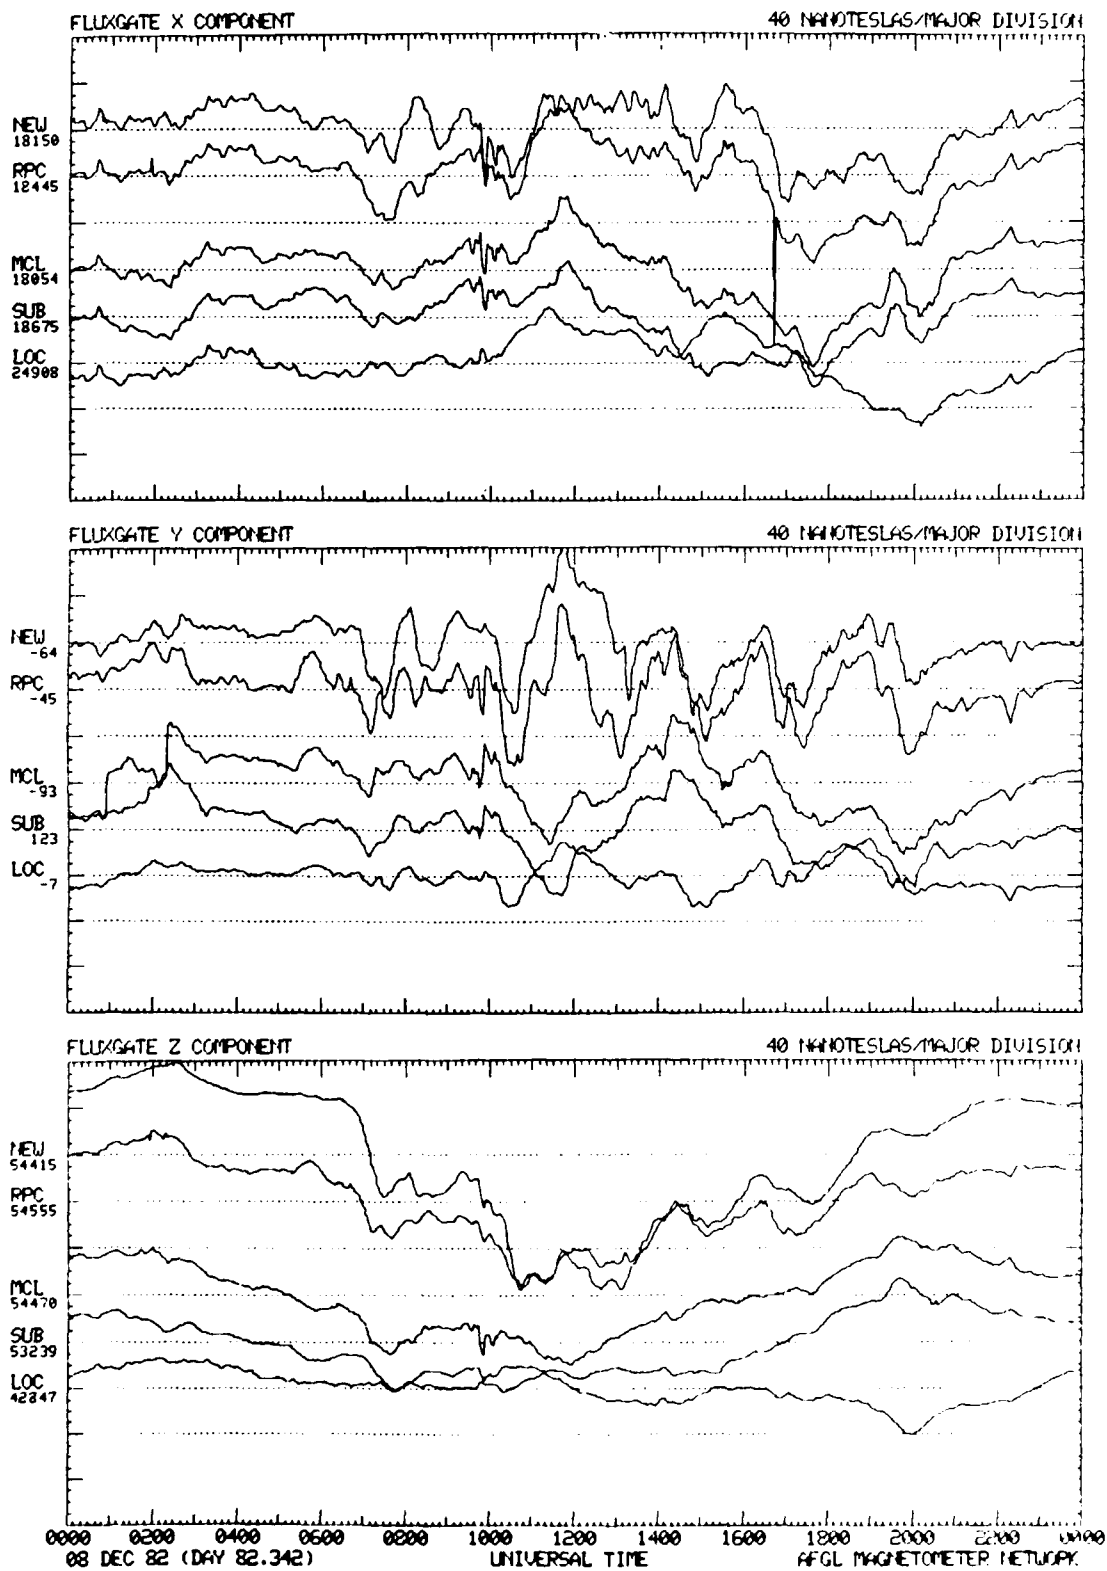 FLUXGATE X COMPONENT 40 NANOTESLAS/MAJOR DIVISION
NEW
18150
RPC
12445
MCL
18054
SUB
18675
LOC
24908
FLUXGATE Y COMPONENT 40 NANOTESLAS/MAJOR DIVISION
NEW
-64
RPC
-45
MCL
-93
SUB
123
LOC
-7
FLUXGATE Z COMPONENT 40 NANOTESLAS/MAJOR DIVISION
NEW
54415
RPC
54555
MCL
54470
SUB
53239
LOC
42847
0000 0200 0400 0600 0800 1000 1200 1400 1600 1800 2000 2200 0000
08 DEC 82 (DAY 82.342) UNIVERSAL TIME AFGL MAGNETOMETER NETWORK